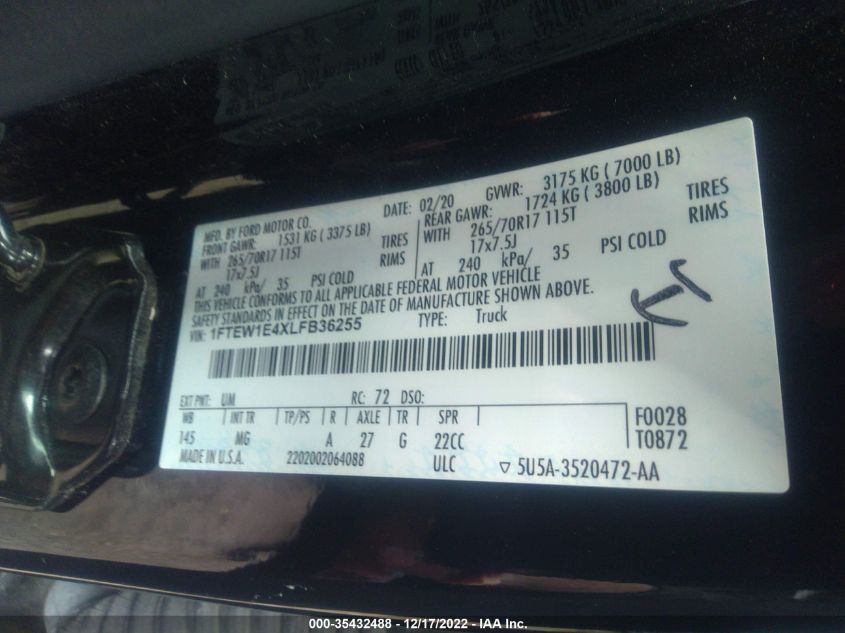 MFD. BY FORD MOTOR CO.
DATE: 02/20 GVWR: 3175 KG ( 7000 LB)
FRONT GAWR: 1531 KG ( 3375 LB)
REAR GAWR: 1724 KG ( 3800 LB)
WITH 265/70R17 115T TIRES
WITH 265/70R17 115T TIRES
17x7.5J RIMS
17x7.5J RIMS
AT 240 kPa/ 35 PSI COLD
AT 240 kPa/ 35 PSI COLD
THIS VEHICLE CONFORMS TO ALL APPLICABLE FEDERAL MOTOR VEHICLE
SAFETY STANDARDS IN EFFECT ON THE DATE OF MANUFACTURE SHOWN ABOVE.
VIN: 1FTEW1E4XLFB36255 TYPE: Truck
EXT PNT: UM RC: 72 DSO:
WB INT TR TP/PS R AXLE TR SPR F0028
145 MG A 27 G 22CC T0872
MADE IN U.S.A. 2202002064088 ULC ▽ 5U5A-3520472-AA
000-35432488 - 12/17/2022 - IAA Inc.